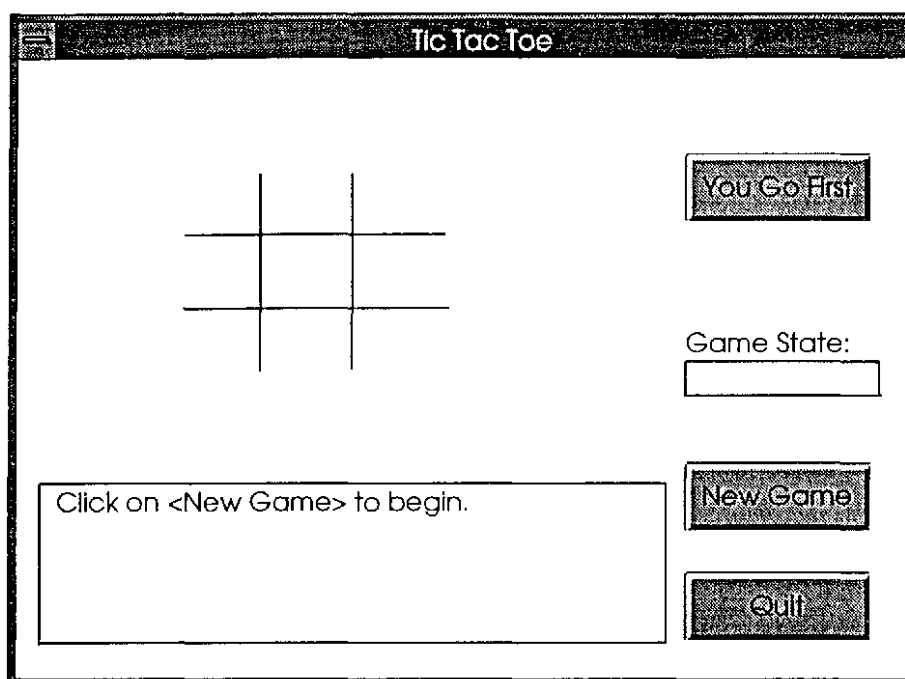 Tic Tac Toe
You Go First
Game State:
Click on <New Game> to begin.
New Game
Quit